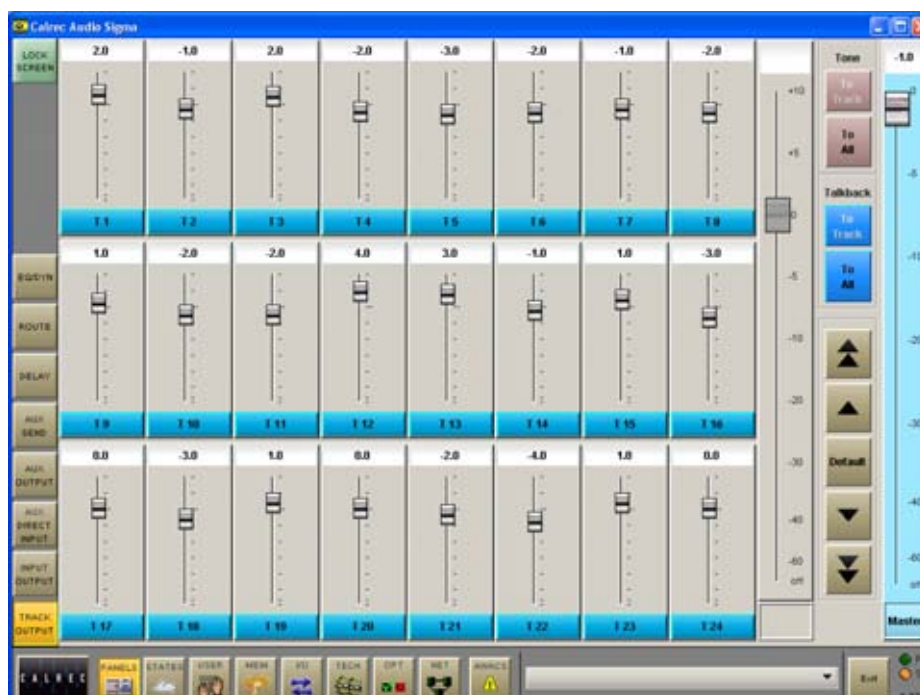 Calrec Audio Sigma
LOCK SCREEN
2.0 -1.0 2.0 -2.0 -3.0 -2.0 -1.0 -2.0
Tone
-1.0
To Track
To All
+10
+5
0
-5
-10
-20
-30
-40
-60
off
T 1 T 2 T 3 T 4 T 5 T 6 T 7 T 8
Talkback
To Track
To All
1.0 -2.0 -2.0 4.0 3.0 -1.0 1.0 -3.0
EQ/DYN
ROUTE
DELAY
AUX SEND
T 9 T 10 T 11 T 12 T 13 T 14 T 15 T 16
0.0 -3.0 1.0 0.0 -2.0 -4.0 1.0 0.0
Default
AUX OUTPUT
AUX DIRECT INPUT
INPUT OUTPUT
TRACK OUTPUT
T 17 T 18 T 19 T 20 T 21 T 22 T 23 T 24
Master
CALREC
PANELS STATES USER MEM I/O TECH OPT NET ANACS
Exit